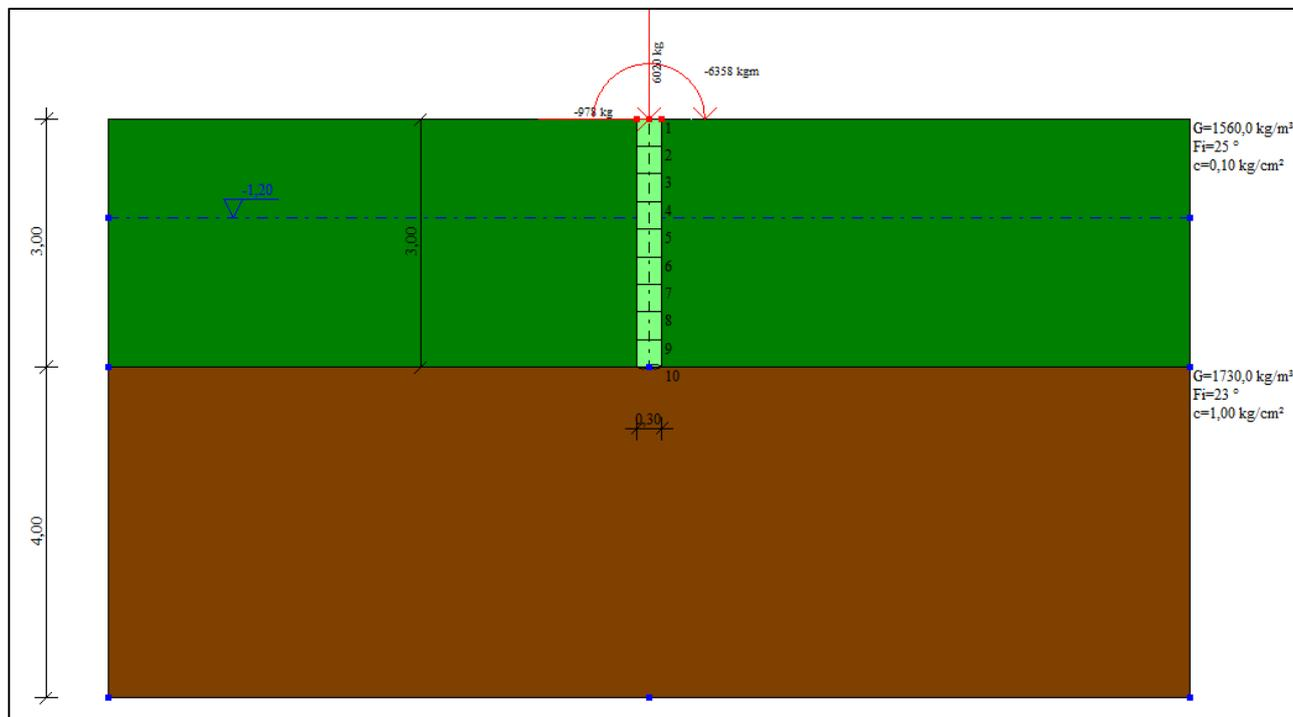 6020 kg
-6358 kgm
-978 kg
1
G=1560,0 kg/m³
Fi=25 °
c=0,10 kg/cm²
2
3
-1,20
4
3,00
3,00
5
6
7
8
9
10
G=1730,0 kg/m³
Fi=23 °
c=1,00 kg/cm²
0,30
4,00